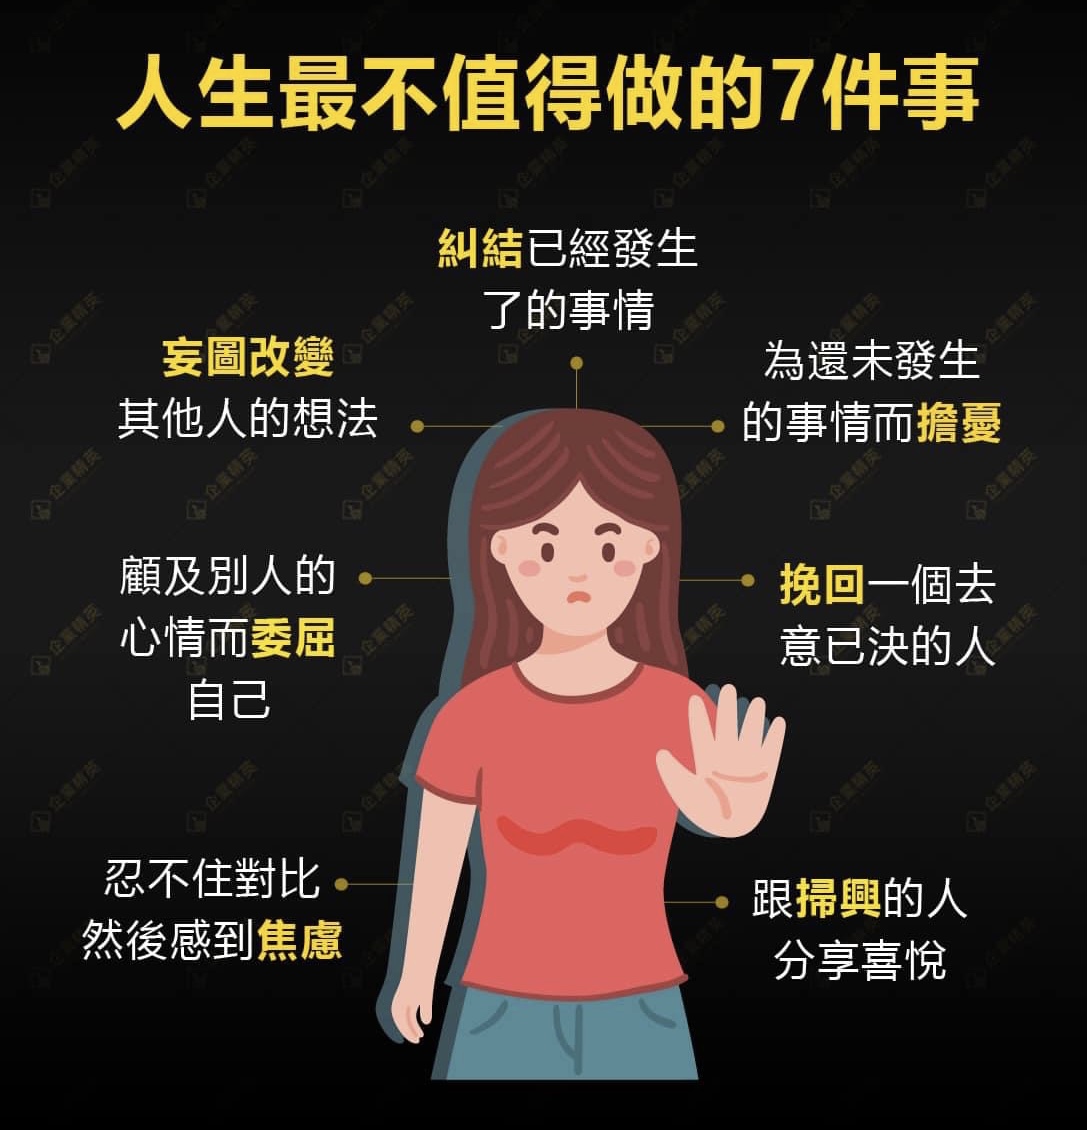 人生最不值得做的7件事
糾結已經發生
了的事情
妄圖改變
其他人的想法
為還未發生
的事情而擔憂
顧及別人的
心情而委屈
自己
挽回一個去
意已決的人
忍不住對比
然後感到焦慮
跟掃興的人
分享喜悅
企業精英